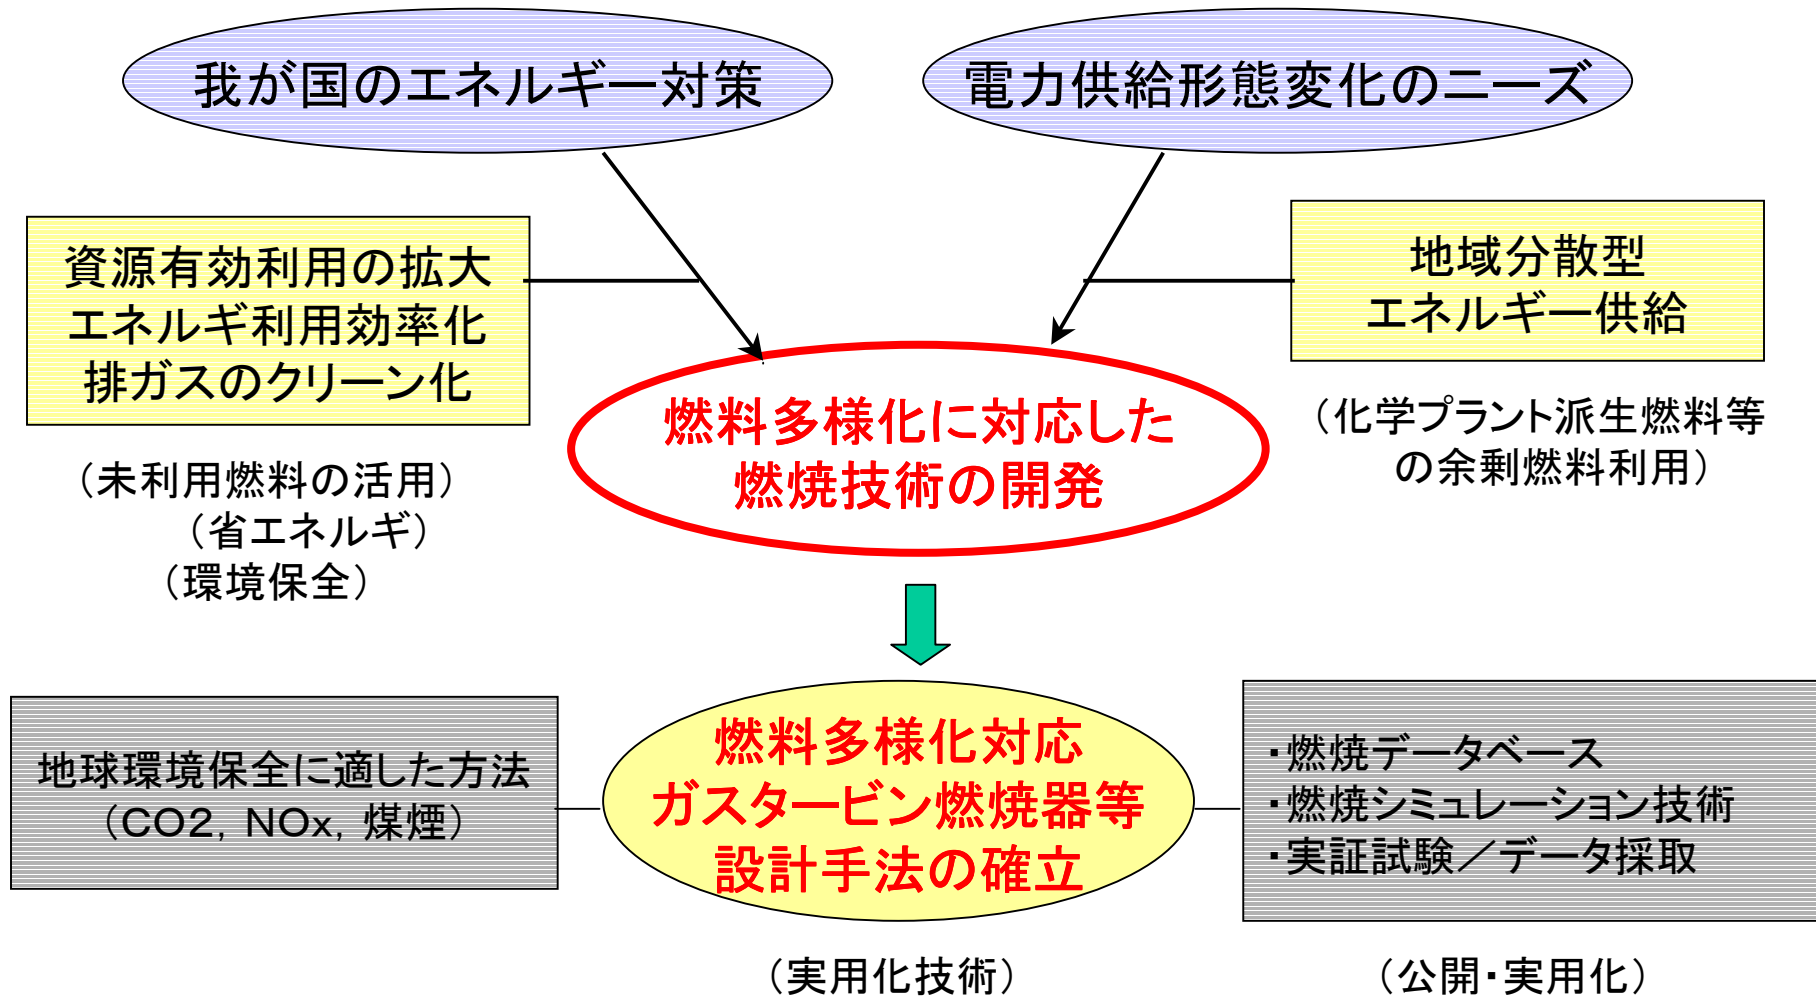 我が国のエネルギー対策
電力供給形態変化のニーズ
資源有効利用の拡大
エネルギ利用効率化
排ガスのクリーン化
地域分散型
エネルギー供給
（未利用燃料の活用）
（省エネルギ）
（環境保全）
燃料多様化に対応した
燃焼技術の開発
（化学プラント派生燃料等
の余剰燃料利用）
地球環境保全に適した方法
（CO2, NOx, 煤煙）
燃料多様化対応
ガスタービン燃焼器等
設計手法の確立
・燃焼データベース
・燃焼シミュレーション技術
・実証試験／データ採取
（実用化技術）
（公開・実用化）